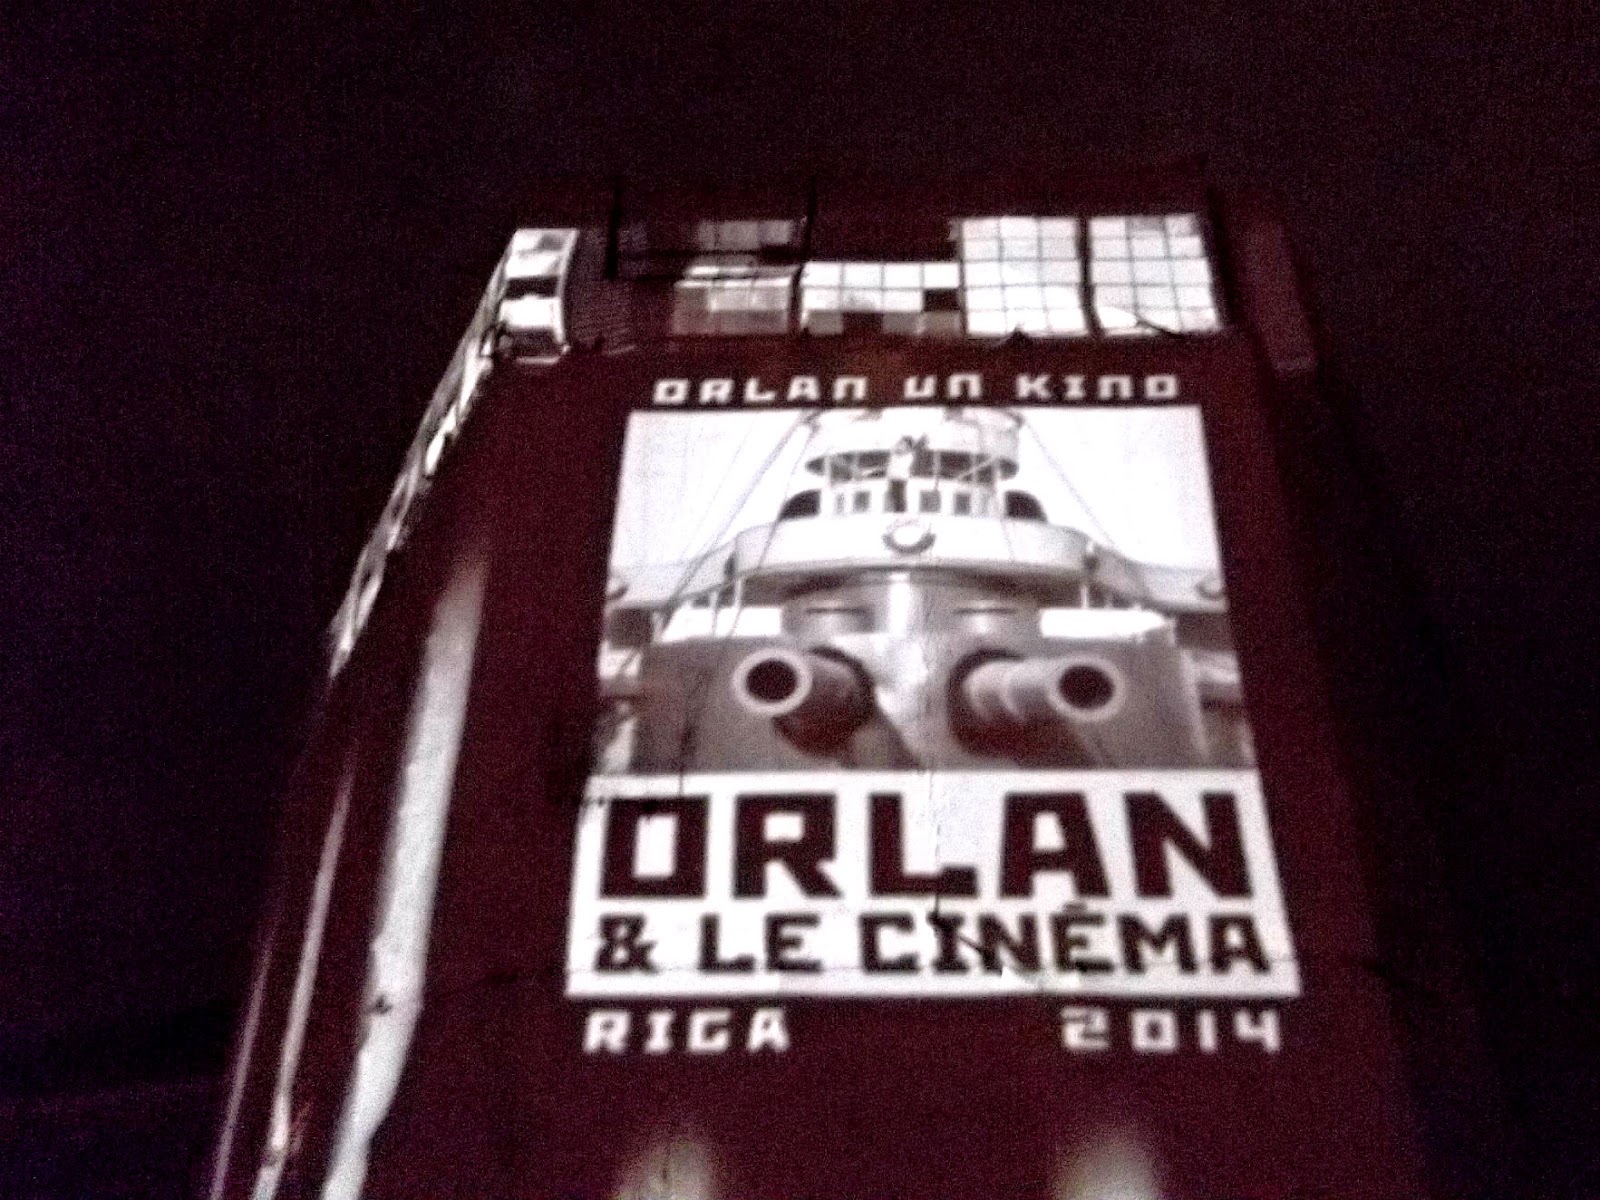 ORLAN UN KINO
ORLAN
& LE CINÉMA
RIGA 2014